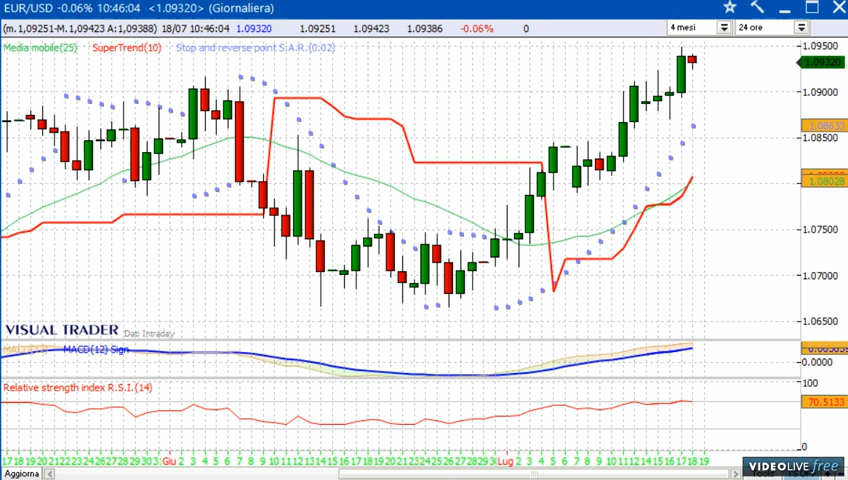 EUR/USD -0.06% 10:46:04 <1.09320> (Giornaliera)
(m.1,09251-M.1,09423 A:1,09388) 18/07 10:46:04 1.09320 1.09251 1.09423 1.09386 -0.06% 0 4 mesi 24 ore
Media mobile(25) SuperTrend(10) Stop and reverse point S.A.R.(0.02)
1.09500
1.09320
1.09000
1.08633
1.08500
1.08028
1.07500
1.07000
1.06500
VISUAL TRADER Dati Intraday
MACD(12) Sign
0.0000
Relative strength index R.S.I.(14)
100
70.5133
0
17 18 19 20 21 22 23 24 25 26 27 28 29 30 3 Giu 2 3 4 5 6 7 8 9 10 11 12 13 14 15 16 17 18 19 20 21 22 23 24 25 26 27 28 29 Lug 2 3 4 5 6 7 8 9 10 11 12 13 14 15 16 17 18 19
Aggiorna
VIDEOLIVE free